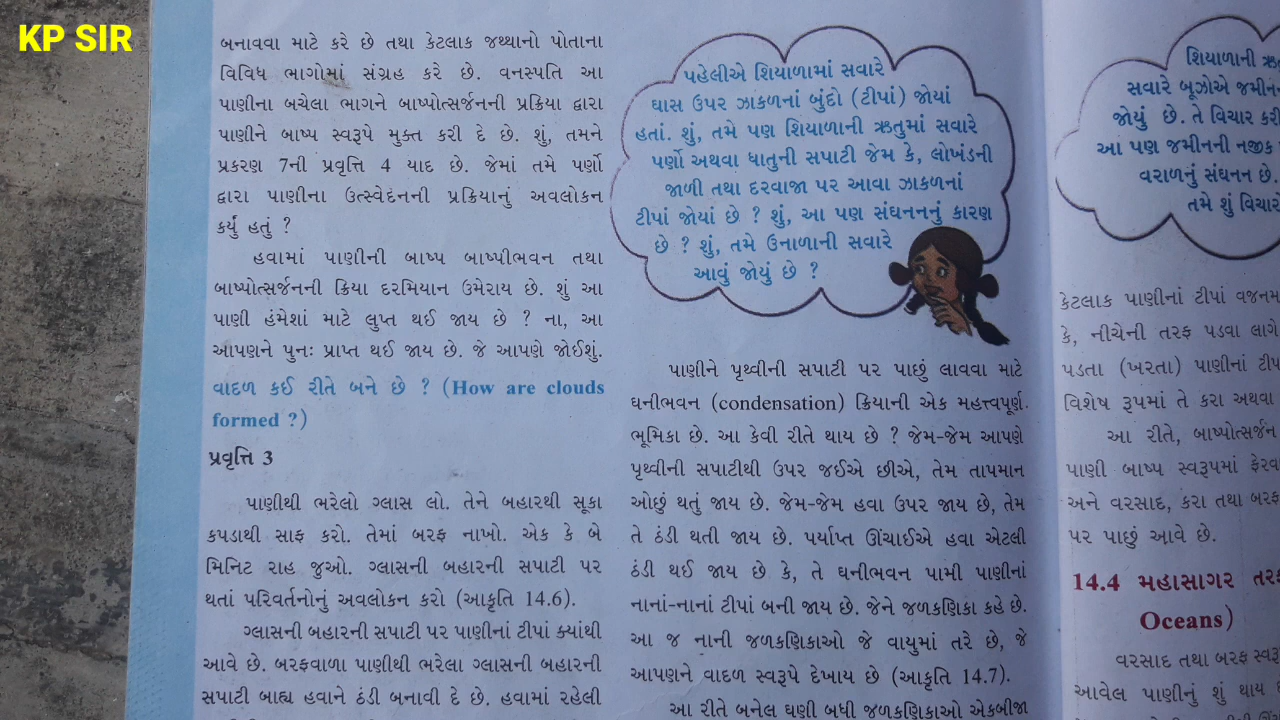 KP SIR
બનાવવા માટે કરે છે તથા કેટલાક જથ્થાનો પોતાના
વિવિધ ભાગોમાં સંગ્રહ કરે છે. વનસ્પતિ આ
પાણીના બચેલા ભાગને બાષ્પોત્સર્જનની પ્રક્રિયા દ્વારા
પાણીને બાષ્પ સ્વરૂપે મુક્ત કરી દે છે. શું, તમને
પ્રકરણ 7ની પ્રવૃત્તિ 4 યાદ છે. જેમાં તમે પર્ણો
દ્વારા પાણીના ઉત્સ્વેદનની પ્રક્રિયાનું અવલોકન
કર્યું હતું ?
હવામાં પાણીની બાષ્પ બાષ્પીભવન તથા
બાષ્પોત્સર્જનની ક્રિયા દરમિયાન ઉમેરાય છે. શું આ
પાણી હંમેશાં માટે લુપ્ત થઈ જાય છે ? ના, આ
આપણને પુનઃ પ્રાપ્ત થઈ જાય છે. જે આપણે જોઈશું.
વાદળ કઈ રીતે બને છે ? (How are clouds
formed ?)
પ્રવૃત્તિ 3
પાણીથી ભરેલો ગ્લાસ લો. તેને બહારથી સૂકા
કપડાથી સાફ કરો. તેમાં બરફ નાખો. એક કે બે
મિનિટ રાહ જુઓ. ગ્લાસની બહારની સપાટી પર
થતાં પરિવર્તનોનું અવલોકન કરો (આકૃતિ 14.6).
ગ્લાસની બહારની સપાટી પર પાણીનાં ટીપાં ક્યાંથી
આવે છે. બરફવાળા પાણીથી ભરેલા ગ્લાસની બહારની
સપાટી બાહ્ય હવાને ઠંડી બનાવી દે છે. હવામાં રહેલી
પહેલીએ શિયાળામાં સવારે
ઘાસ ઉપર ઝાકળનાં બુંદો (ટીપાં) જોયાં
હતાં. શું, તમે પણ શિયાળાની ઋતુમાં સવારે
પર્ણો અથવા ધાતુની સપાટી જેમ કે, લોખંડની
જાળી તથા દરવાજા પર આવા ઝાકળનાં
ટીપાં જોયાં છે ? શું, આ પણ સંઘનનનું કારણ
છે ? શું, તમે ઉનાળાની સવારે
આવું જોયું છે ?
પાણીને પૃથ્વીની સપાટી પર પાછું લાવવા માટે
ઘનીભવન (condensation) ક્રિયાની એક મહત્ત્વપૂર્ણ
ભૂમિકા છે. આ કેવી રીતે થાય છે ? જેમ-જેમ આપણે
પૃથ્વીની સપાટીથી ઉપર જઈએ છીએ, તેમ તાપમાન
ઓછું થતું જાય છે. જેમ-જેમ હવા ઉપર જાય છે, તેમ
તે ઠંડી થતી જાય છે. પર્યાપ્ત ઊંચાઈએ હવા એટલી
ઠંડી થઈ જાય છે કે, તે ઘનીભવન પામી પાણીનાં
નાનાં-નાનાં ટીપાં બની જાય છે. જેને જળકણિકા કહે છે.
આ જ નાની જળકણિકાઓ જે વાયુમાં તરે છે, જે
આપણને વાદળ સ્વરૂપે દેખાય છે (આકૃતિ 14.7).
આ રીતે બનેલ ઘણી બધી જળકણિકાઓ એકબીજા
શિયાળાની
સવારે બૂઝોએ
જોયું છે. તે વિચાર
આ પણ જમીનની નજીક
વરાળનું સંઘનન છે.
તમે શું
કેટલાક પાણીનાં ટીપાં
કે, નીચેની તરફ પડવા લાગે
પડતા (ખરતા) પાણીનાં
વિશેષ રૂપમાં તે કરા અથવા
આ રીતે, બાષ્પોત્સર્જન
પાણી બાષ્પ સ્વરૂપમાં
અને વરસાદ, કરા તથા
પર પાછું આવે છે.
14.4 મહાસાગર
Oceans)
વરસાદ તથા બરફ
આવેલ પાણીનું શું થાય